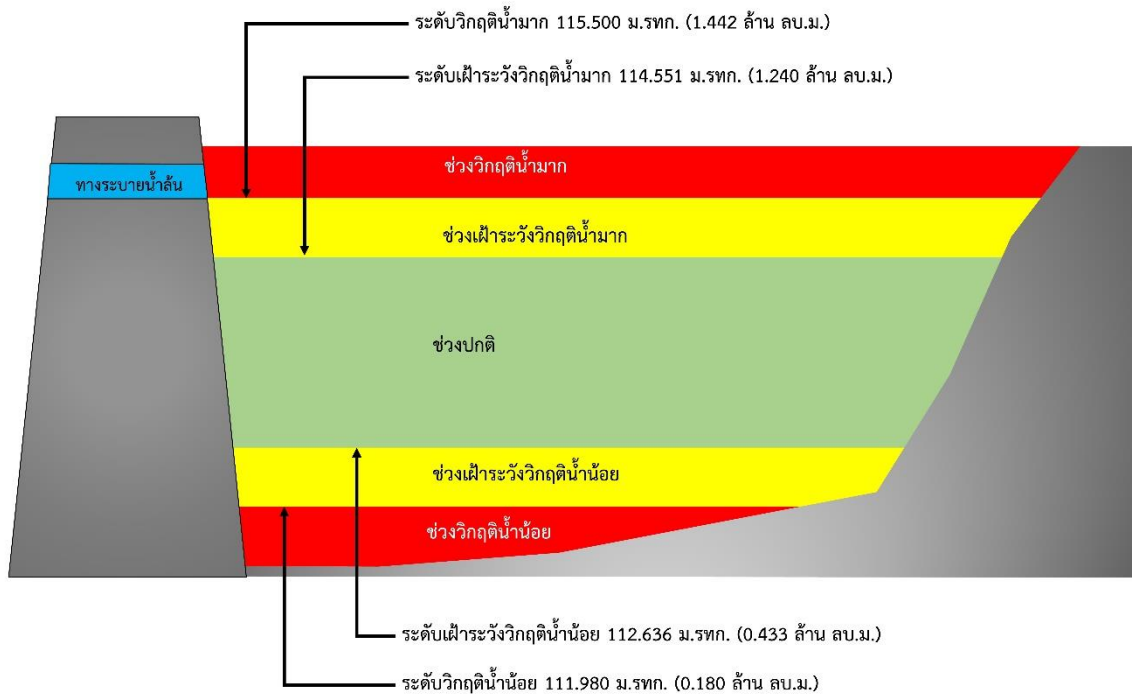 ระดับวิกฤติน้ำมาก 115.500 ม.รทก. (1.442 ล้าน ลบ.ม.)
ระดับเฝ้าระวังวิกฤติน้ำมาก 114.551 ม.รทก. (1.240 ล้าน ลบ.ม.)
ช่วงวิกฤติน้ำมาก
ทางระบายน้ำล้น
ช่วงเฝ้าระวังวิกฤติน้ำมาก
ช่วงปกติ
ช่วงเฝ้าระวังวิกฤติน้ำน้อย
ช่วงวิกฤติน้ำน้อย
ระดับเฝ้าระวังวิกฤติน้ำน้อย 112.636 ม.รทก. (0.433 ล้าน ลบ.ม.)
ระดับวิกฤติน้ำน้อย 111.980 ม.รทก. (0.180 ล้าน ลบ.ม.)